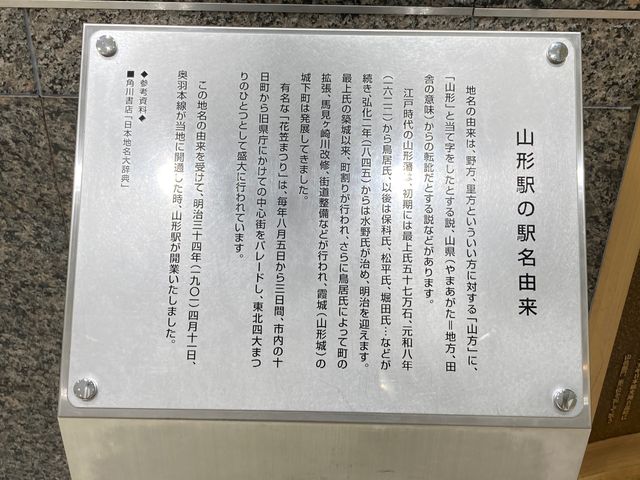 山形駅の駅名由来
地名の由来は、野方、里方といういい方に対する「山方」に、
「山形」と当て字をしたとする説、山県（やまあがた＝地方、田
舎の意味）からの転訛だとする説などがあります。
江戸時代の山形藩は、初期には最上氏五十七万石、元和八年
（一六二二）から鳥居氏、以後は保科氏、松平氏、堀田氏…などが
続き、弘化二年（一八四五）からは水野氏が治め、明治を迎えます。
最上氏の築城以来、町割りが行われ、さらに鳥居氏によって町の
拡張、馬見ヶ崎川改修、街道整備などが行われ、霞城（山形城）の
城下町は発展してきました。
有名な「花笠まつり」は、毎年八月五日から三日間、市内の十
日町から旧県庁にかけての中心街をパレードし、東北四大まつ
りのひとつとして盛大に行われています。
この地名の由来を受けて、明治三十四年（一九〇一）四月十一日、
奥羽本線が当地に開通した時、山形駅が開業いたしました。
◆参考資料◆
■角川書店「日本地名大辞典」